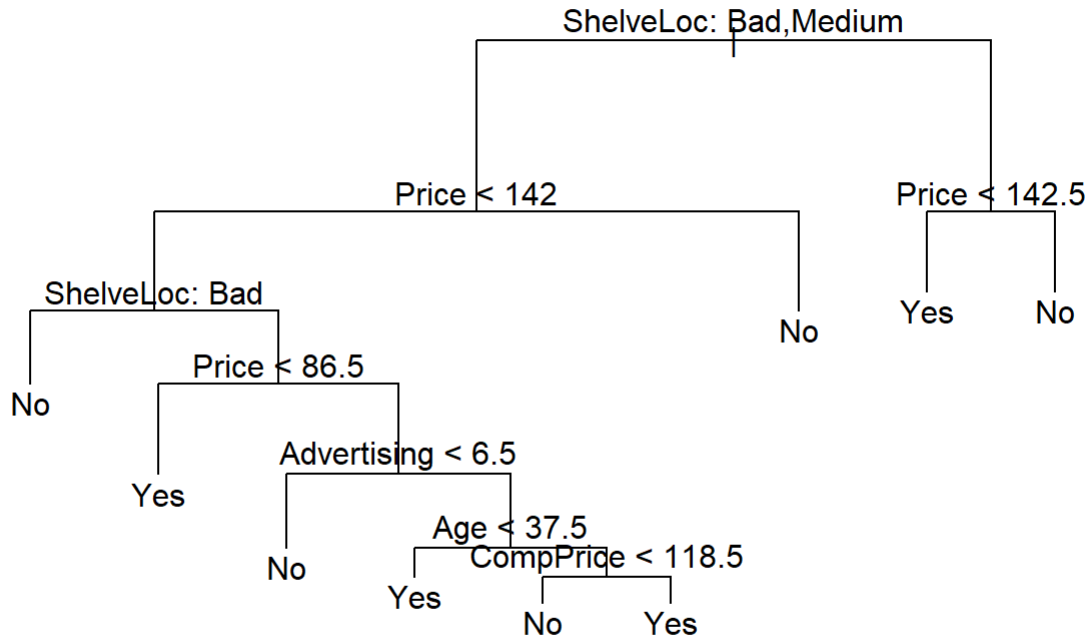 ShelveLoc: Bad,Medium
Price < 142
Price < 142.5
ShelveLoc: Bad
Yes
No
No
Price < 86.5
No
Advertising < 6.5
Yes
Age < 37.5
CompPrice < 118.5
No
Yes
No
Yes